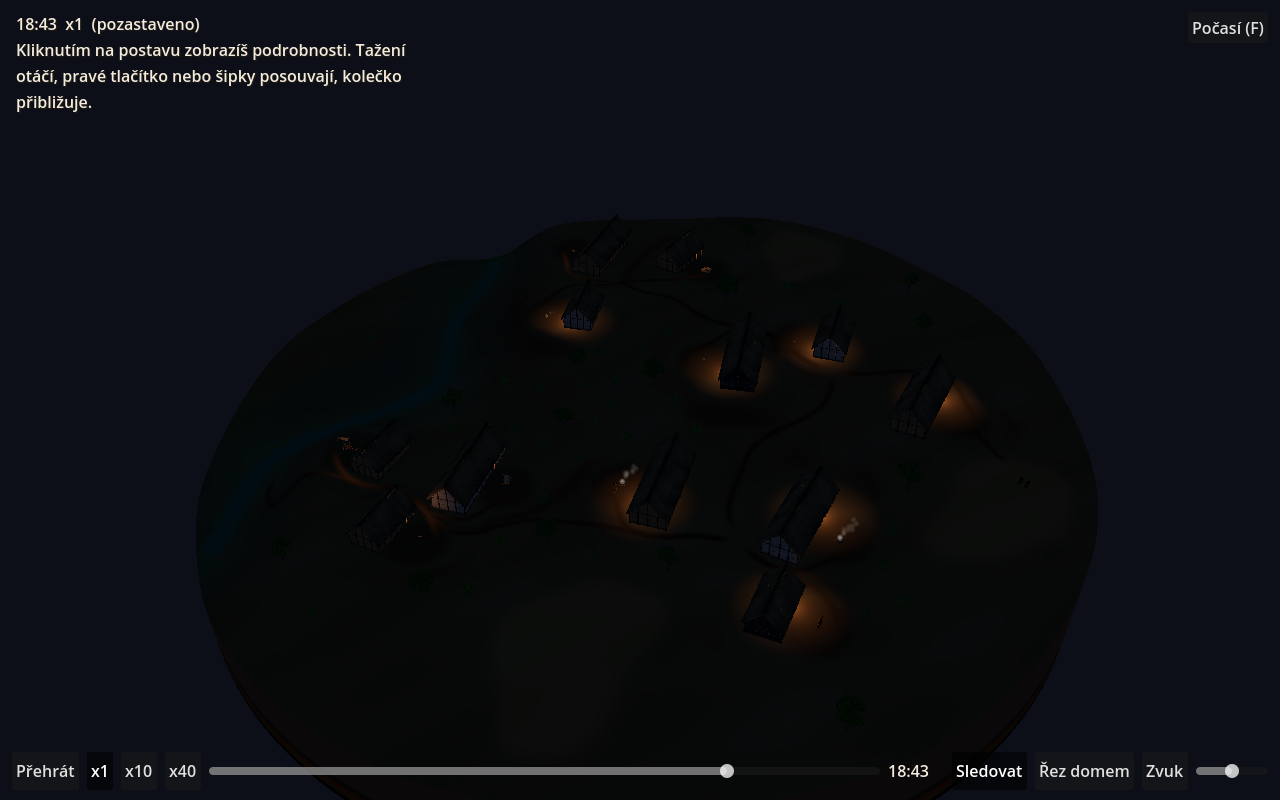 18:43 x1 (pozastaveno)
Kliknutím na postavu zobrazíš podrobnosti. Tažení
otáčí, pravé tlačítko nebo šipky posouvají, kolečko
přibližuje.
Počasí (F)
Přehrát x1 x10 x40 18:43 Sledovat Řez domem Zvuk